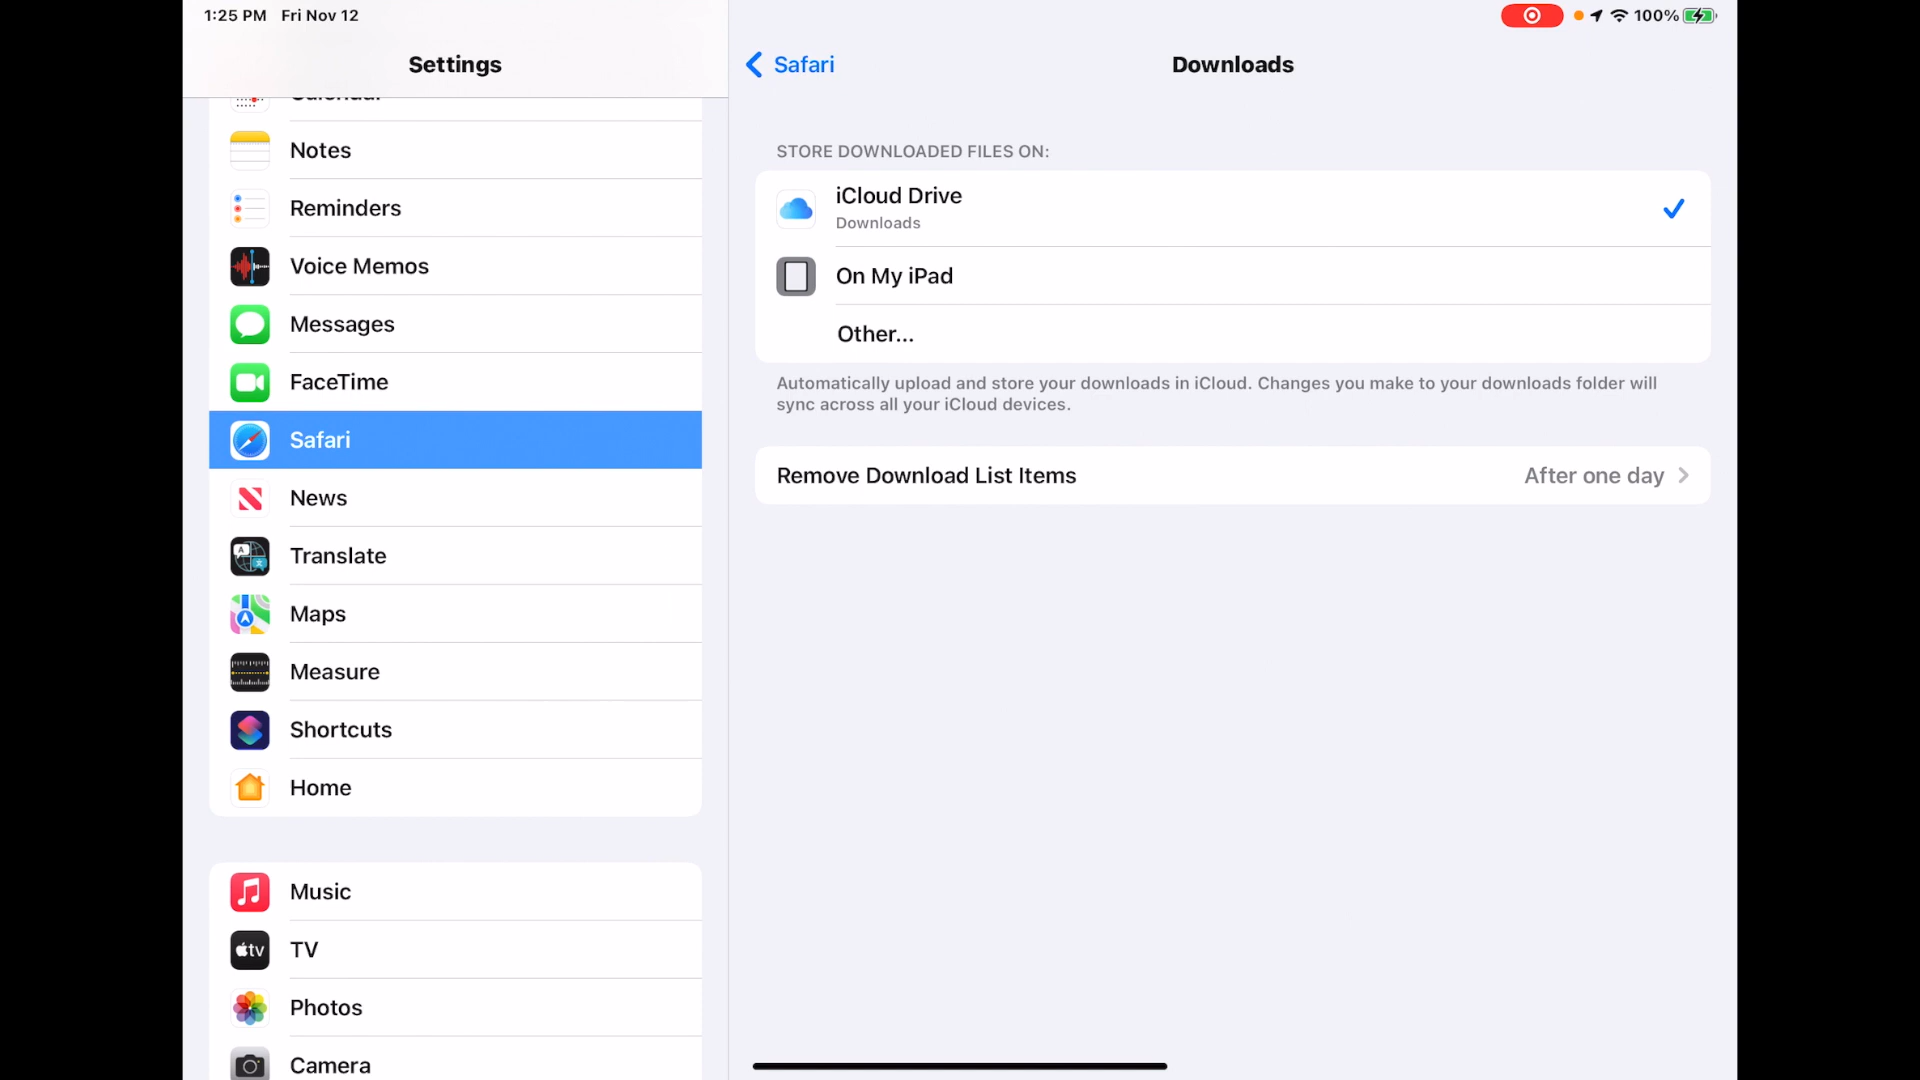 1:25 PM Fri Nov 12
100%
Settings
Calendar
Notes
Reminders
Voice Memos
Messages
FaceTime
Safari
News
Translate
Maps
Measure
Shortcuts
Home
Music
tv
TV
Photos
Camera
Safari
Downloads
STORE DOWNLOADED FILES ON:
iCloud Drive
Downloads
On My iPad
Other...
Automatically upload and store your downloads in iCloud. Changes you make to your downloads folder will
sync across all your iCloud devices.
Remove Download List Items After one day